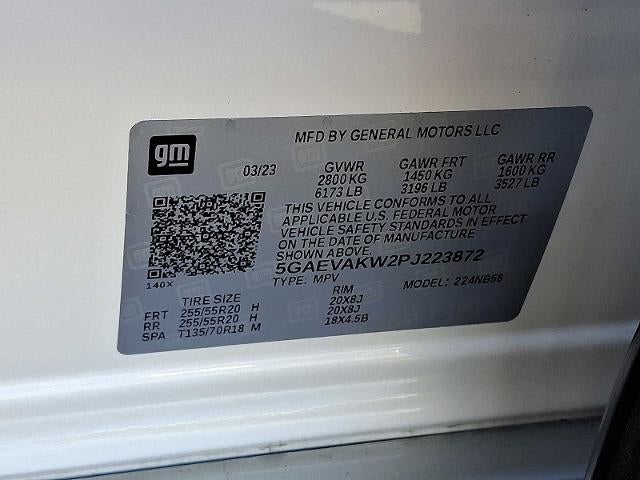 MFD BY GENERAL MOTORS LLC
gm
03/23 GVWR GAWR FRT GAWR RR
2800 KG 1450 KG 1600 KG
6173 LB 3196 LB 3527 LB
THIS VEHICLE CONFORMS TO ALL
APPLICABLE U.S. FEDERAL MOTOR
VEHICLE SAFETY STANDARDS IN EFFECT
ON THE DATE OF MANUFACTURE
5GAEVAKW2PJ223872
140X TYPE: MPV MODEL: 224NB56
TIRE SIZE RIM
FRT 255/55R20 H 20X8J
RR 255/55R20 H 20X8J
SPA T135/70R18 M 18X4.5B